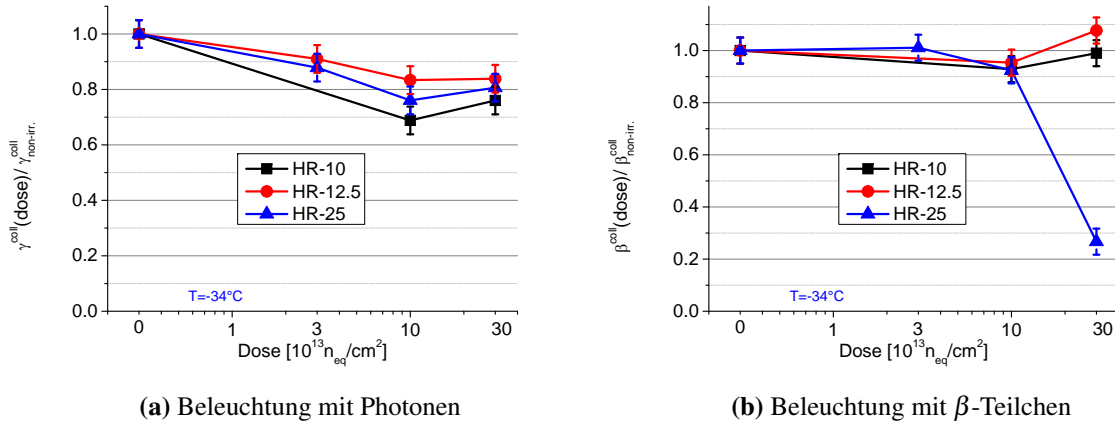 1.0
0.8
0.6
0.4
0.2
0.0
γ^coll(dose)/ γ^coll_non-irr.
HR-10
HR-12.5
HR-25
T=-34°C
0 1 3 10 30
Dose [10^13 n_eq/cm^2]
(a) Beleuchtung mit Photonen
1.0
0.8
0.6
0.4
0.2
0.0
β^coll(dose)/ β^coll_non-irr.
HR-10
HR-12.5
HR-25
T=-34°C
0 1 3 10 30
Dose [10^13 n_eq/cm^2]
(b) Beleuchtung mit β-Teilchen